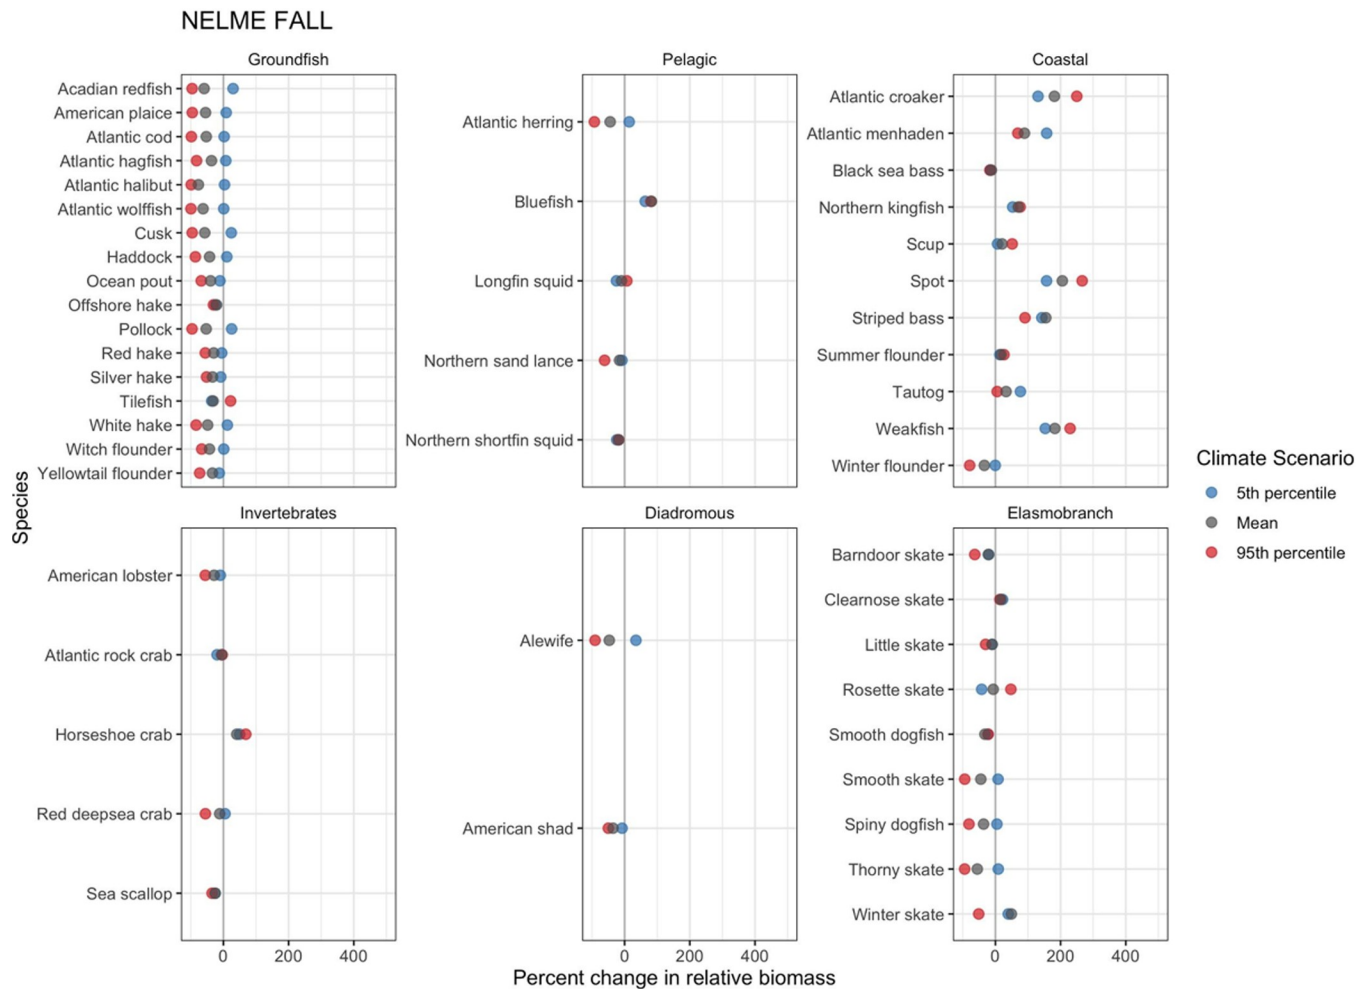 NELME FALL
Groundfish
Acadian redfish
American plaice
Atlantic cod
Atlantic hagfish
Atlantic halibut
Atlantic wolffish
Cusk
Haddock
Ocean pout
Offshore hake
Pollock
Red hake
Silver hake
Tilefish
White hake
Witch flounder
Yellowtail flounder
Pelagic
Atlantic herring
Bluefish
Longfin squid
Northern sand lance
Northern shortfin squid
Coastal
Atlantic croaker
Atlantic menhaden
Black sea bass
Northern kingfish
Scup
Spot
Striped bass
Summer flounder
Tautog
Weakfish
Winter flounder
Species
Invertebrates
American lobster
Atlantic rock crab
Horseshoe crab
Red deepsea crab
Sea scallop
0 200 400
Diadromous
Alewife
American shad
0 200 400
Elasmobranch
Barndoor skate
Clearnose skate
Little skate
Rosette skate
Smooth dogfish
Smooth skate
Spiny dogfish
Thorny skate
Winter skate
0 200 400
Percent change in relative biomass
Climate Scenario
5th percentile
Mean
95th percentile